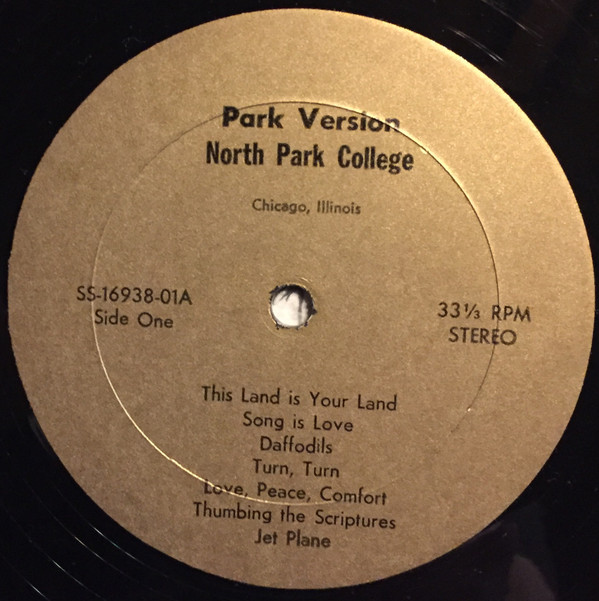 Park Version
North Park College
Chicago, Illinois
SS-16938-01A
Side One
33⅓ RPM
STEREO
This Land is Your Land
Song is Love
Daffodils
Turn, Turn
Love, Peace, Comfort
Thumbing the Scriptures
Jet Plane